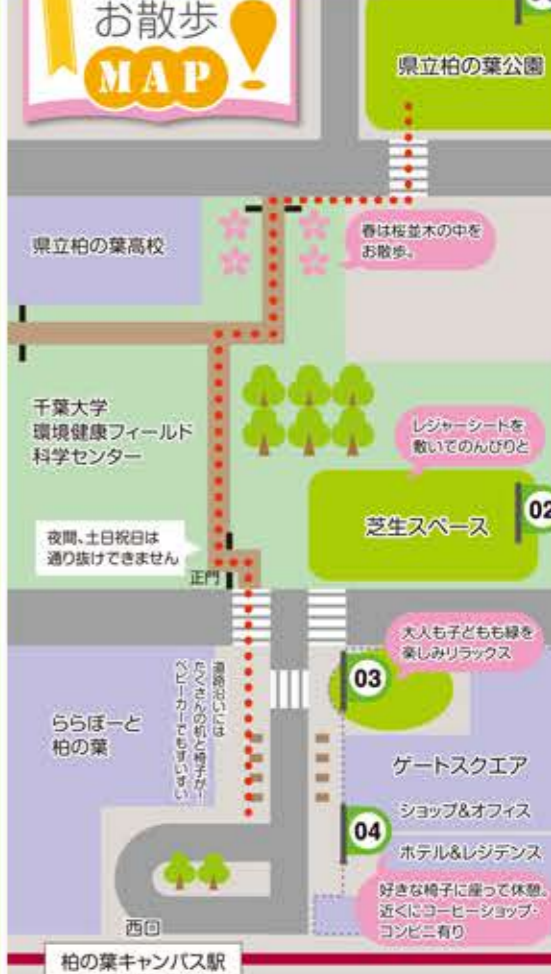 お散歩
MAP
県立柏の葉公園
県立柏の葉高校
春は桜並木の中を
お散歩。
千葉大学
環境健康フィールド
科学センター
レジャーシートを
敷いてのんびりと
芝生スペース
02
夜間、土日祝日は
通り抜けできません
正門
大人も子どもも緑を
楽しみリラックス
03
道路沿いには
たくさんの机と椅子が！
ベビーカーでもすいすい
ららぽーと
柏の葉
ゲートスクエア
ショップ&オフィス
04
ホテル&レジデンス
好きな椅子に座って休憩。
近くにコーヒーショップ・
コンビニ有り
西口
柏の葉キャンパス駅